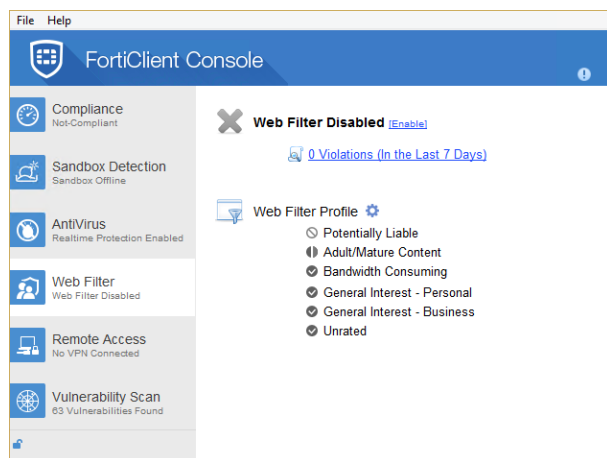 File Help
FortiClient Console
Compliance
Not-Compliant
Sandbox Detection
Sandbox Offline
AntiVirus
Realtime Protection Enabled
Web Filter
Web Filter Disabled
Remote Access
No VPN Connected
Vulnerability Scan
63 Vulnerabilities Found
Web Filter Disabled [Enable]
0 Violations (In the Last 7 Days)
Web Filter Profile
Potentially Liable
Adult/Mature Content
Bandwidth Consuming
General Interest - Personal
General Interest - Business
Unrated